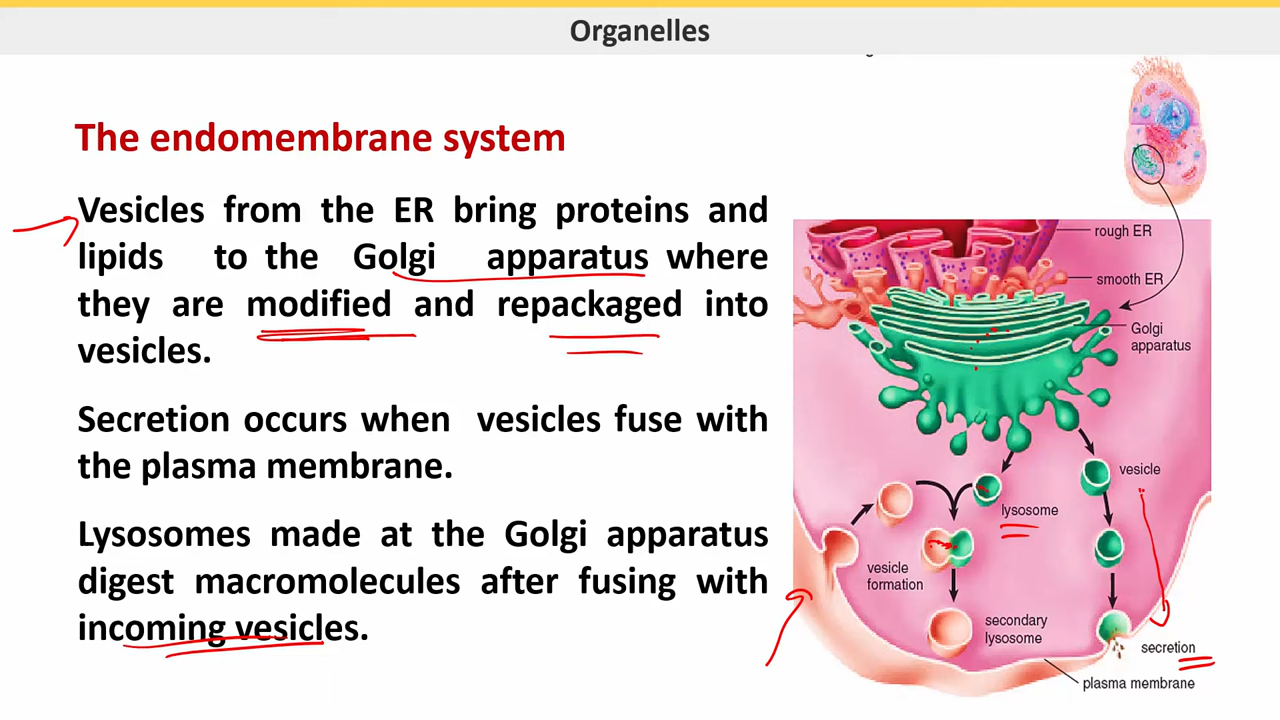 Organelles
The endomembrane system
Vesicles from the ER bring proteins and
lipids to the Golgi apparatus where
they are modified and repackaged into
vesicles.
Secretion occurs when vesicles fuse with
the plasma membrane.
Lysosomes made at the Golgi apparatus
digest macromolecules after fusing with
incoming vesicles.
rough ER
smooth ER
Golgi
apparatus
vesicle
lysosome
vesicle
formation
secondary
lysosome
secretion
plasma membrane